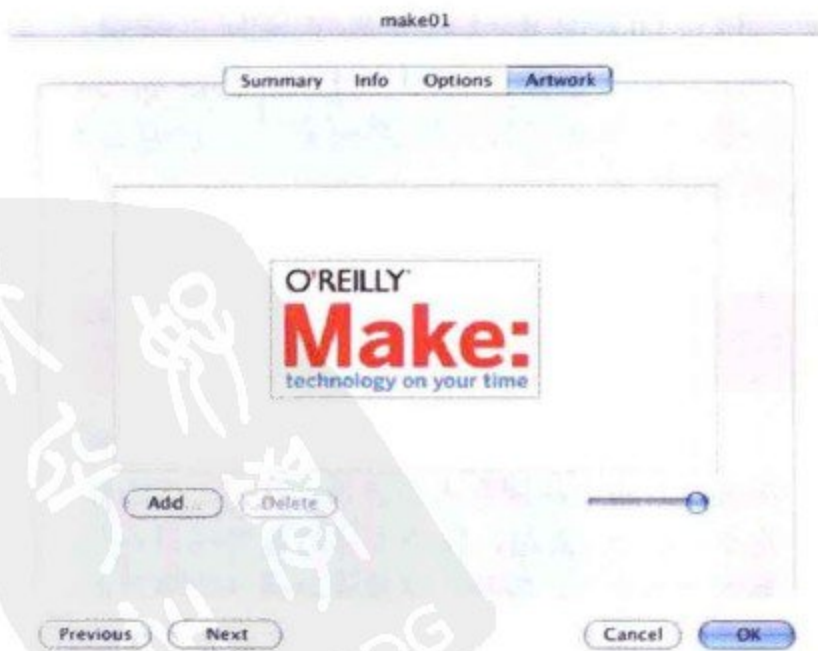 make01
Summary Info Options Artwork
O'REILLY
Make:
technology on your time
Add... Delete
Previous Next Cancel OK